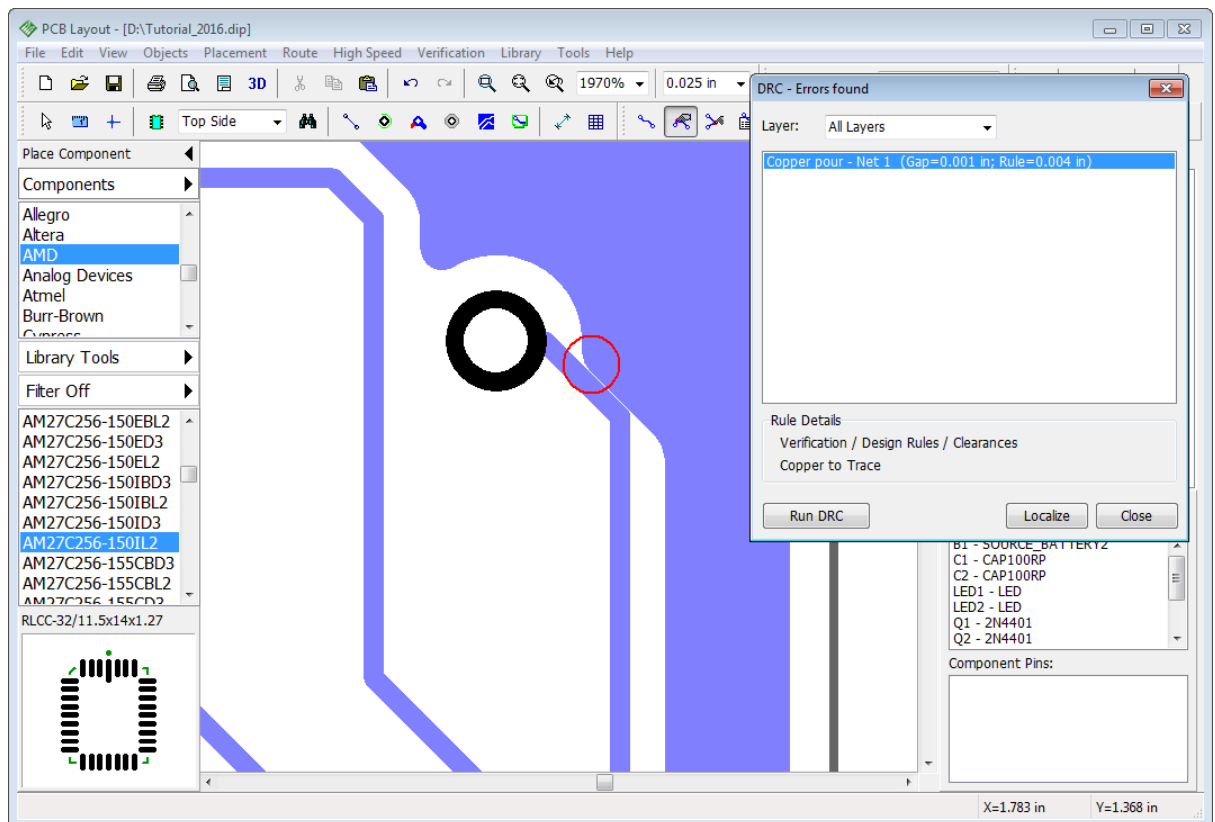 PCB Layout - [D:\Tutorial_2016.dip]
File Edit View Objects Placement Route High Speed Verification Library Tools Help
3D 1970% 0.025 in
Top Side
Place Component
Components
Allegro
Altera
AMD
Analog Devices
Atmel
Burr-Brown
Cypress
Library Tools
Filter Off
AM27C256-150EBL2
AM27C256-150ED3
AM27C256-150EL2
AM27C256-150IBD3
AM27C256-150IBL2
AM27C256-150ID3
AM27C256-150IL2
AM27C256-155CBD3
AM27C256-155CBL2
AM27C256-155CD3
RLCC-32/11.5x14x1.27
DRC - Errors found
Layer: All Layers
Copper pour - Net 1 (Gap=0.001 in; Rule=0.004 in)
Rule Details
Verification / Design Rules / Clearances
Copper to Trace
Run DRC Localize Close
B1 - SOURCE_BATTERY2
C1 - CAP100RP
C2 - CAP100RP
LED1 - LED
LED2 - LED
Q1 - 2N4401
Q2 - 2N4401
Component Pins:
X=1.783 in Y=1.368 in